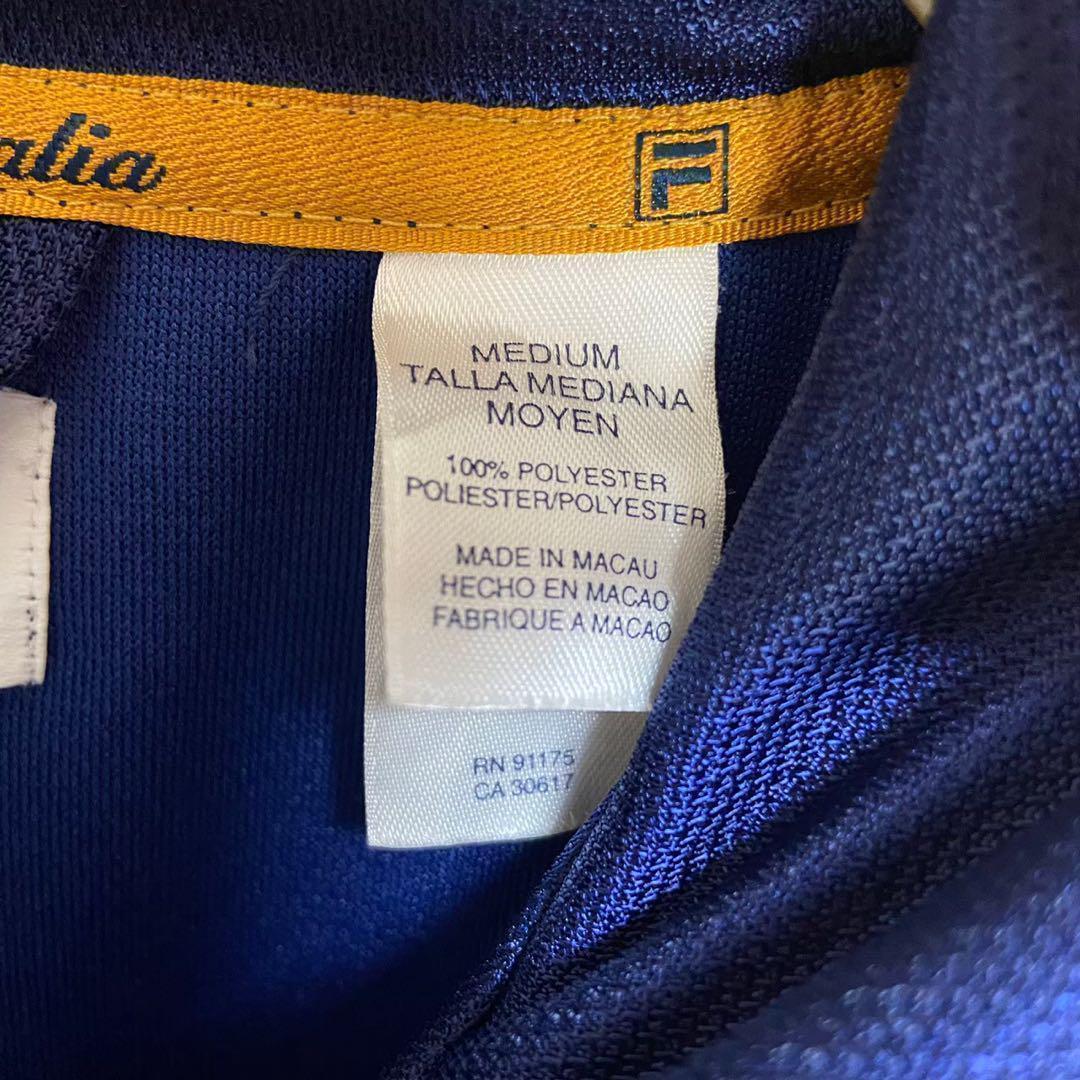 alia F
MEDIUM
TALLA MEDIANA
MOYEN
100% POLYESTER
POLIESTER/POLYESTER
MADE IN MACAU
HECHO EN MACAO
FABRIQUE A MACAO
RN 91175
CA 30617